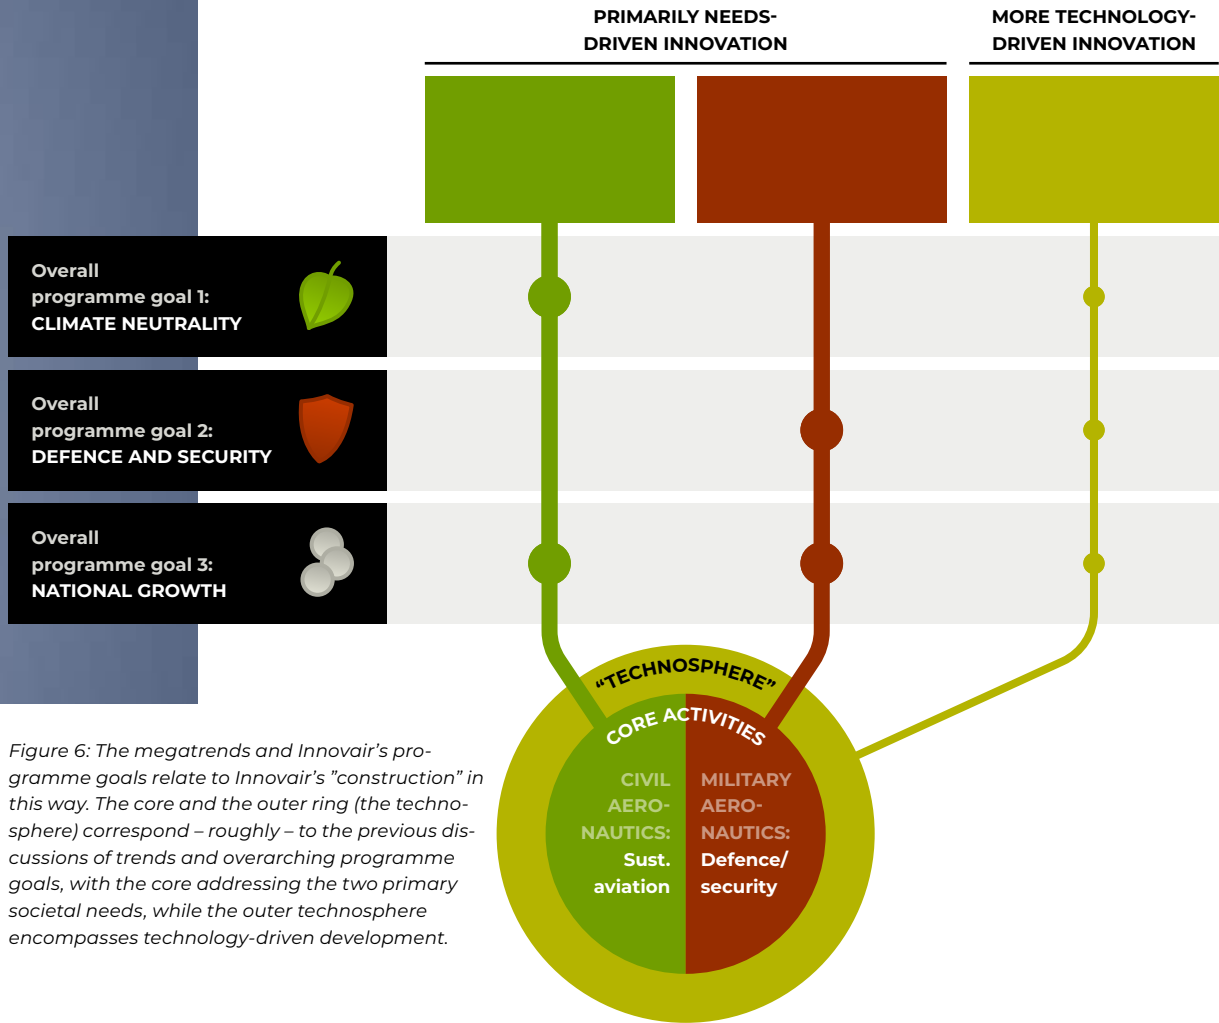 PRIMARILY NEEDS-
DRIVEN INNOVATION
MORE TECHNOLOGY-
DRIVEN INNOVATION
Overall
programme goal 1:
CLIMATE NEUTRALITY
Overall
programme goal 2:
DEFENCE AND SECURITY
Overall
programme goal 3:
NATIONAL GROWTH
“TECHNOSPHERE”
CORE ACTIVITIES
CIVIL
AERO-
NAUTICS:
Sust.
aviation
MILITARY
AERO-
NAUTICS:
Defence/
security
Figure 6: The megatrends and Innovair’s pro-
gramme goals relate to Innovair’s ”construction” in
this way. The core and the outer ring (the techno-
sphere) correspond – roughly – to the previous dis-
cussions of trends and overarching programme
goals, with the core addressing the two primary
societal needs, while the outer technosphere
encompasses technology-driven development.